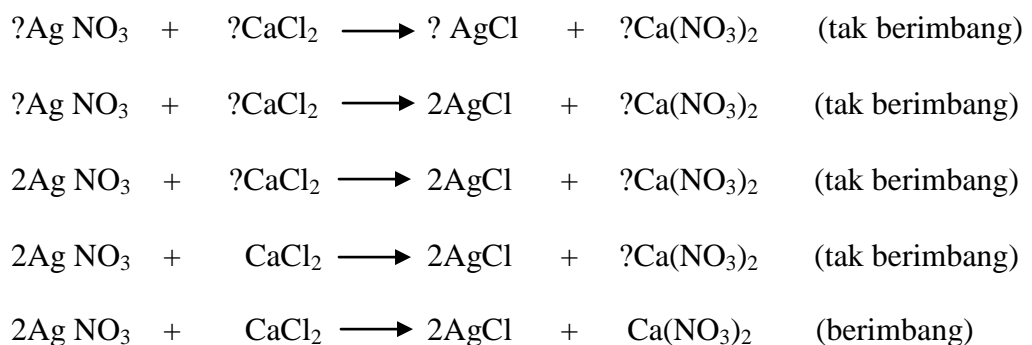 ?Ag NO₃ + ?CaCl₂ ⟶ ? AgCl + ?Ca(NO₃)₂ (tak berimbang)
?Ag NO₃ + ?CaCl₂ ⟶ 2AgCl + ?Ca(NO₃)₂ (tak berimbang)
2Ag NO₃ + ?CaCl₂ ⟶ 2AgCl + ?Ca(NO₃)₂ (tak berimbang)
2Ag NO₃ + CaCl₂ ⟶ 2AgCl + ?Ca(NO₃)₂ (tak berimbang)
2Ag NO₃ + CaCl₂ ⟶ 2AgCl + Ca(NO₃)₂ (berimbang)